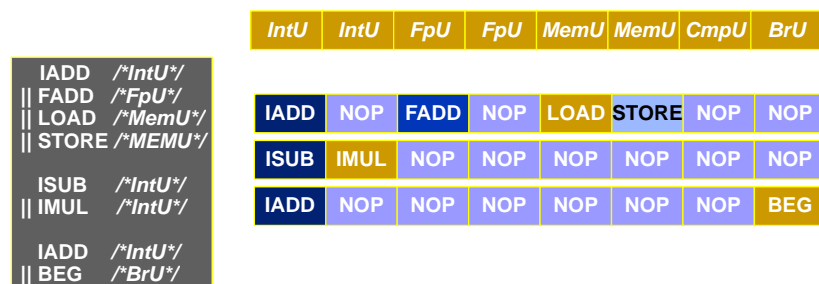 IntU IntU FpU FpU MemU MemU CmpU BrU
IADD /*IntU*/
|| FADD /*FpU*/
|| LOAD /*MemU*/
|| STORE /*MEMU*/
ISUB /*IntU*/
|| IMUL /*IntU*/
IADD /*IntU*/
|| BEG /*BrU*/
IADD NOP FADD NOP LOAD STORE NOP NOP
ISUB IMUL NOP NOP NOP NOP NOP NOP
IADD NOP NOP NOP NOP NOP NOP BEG